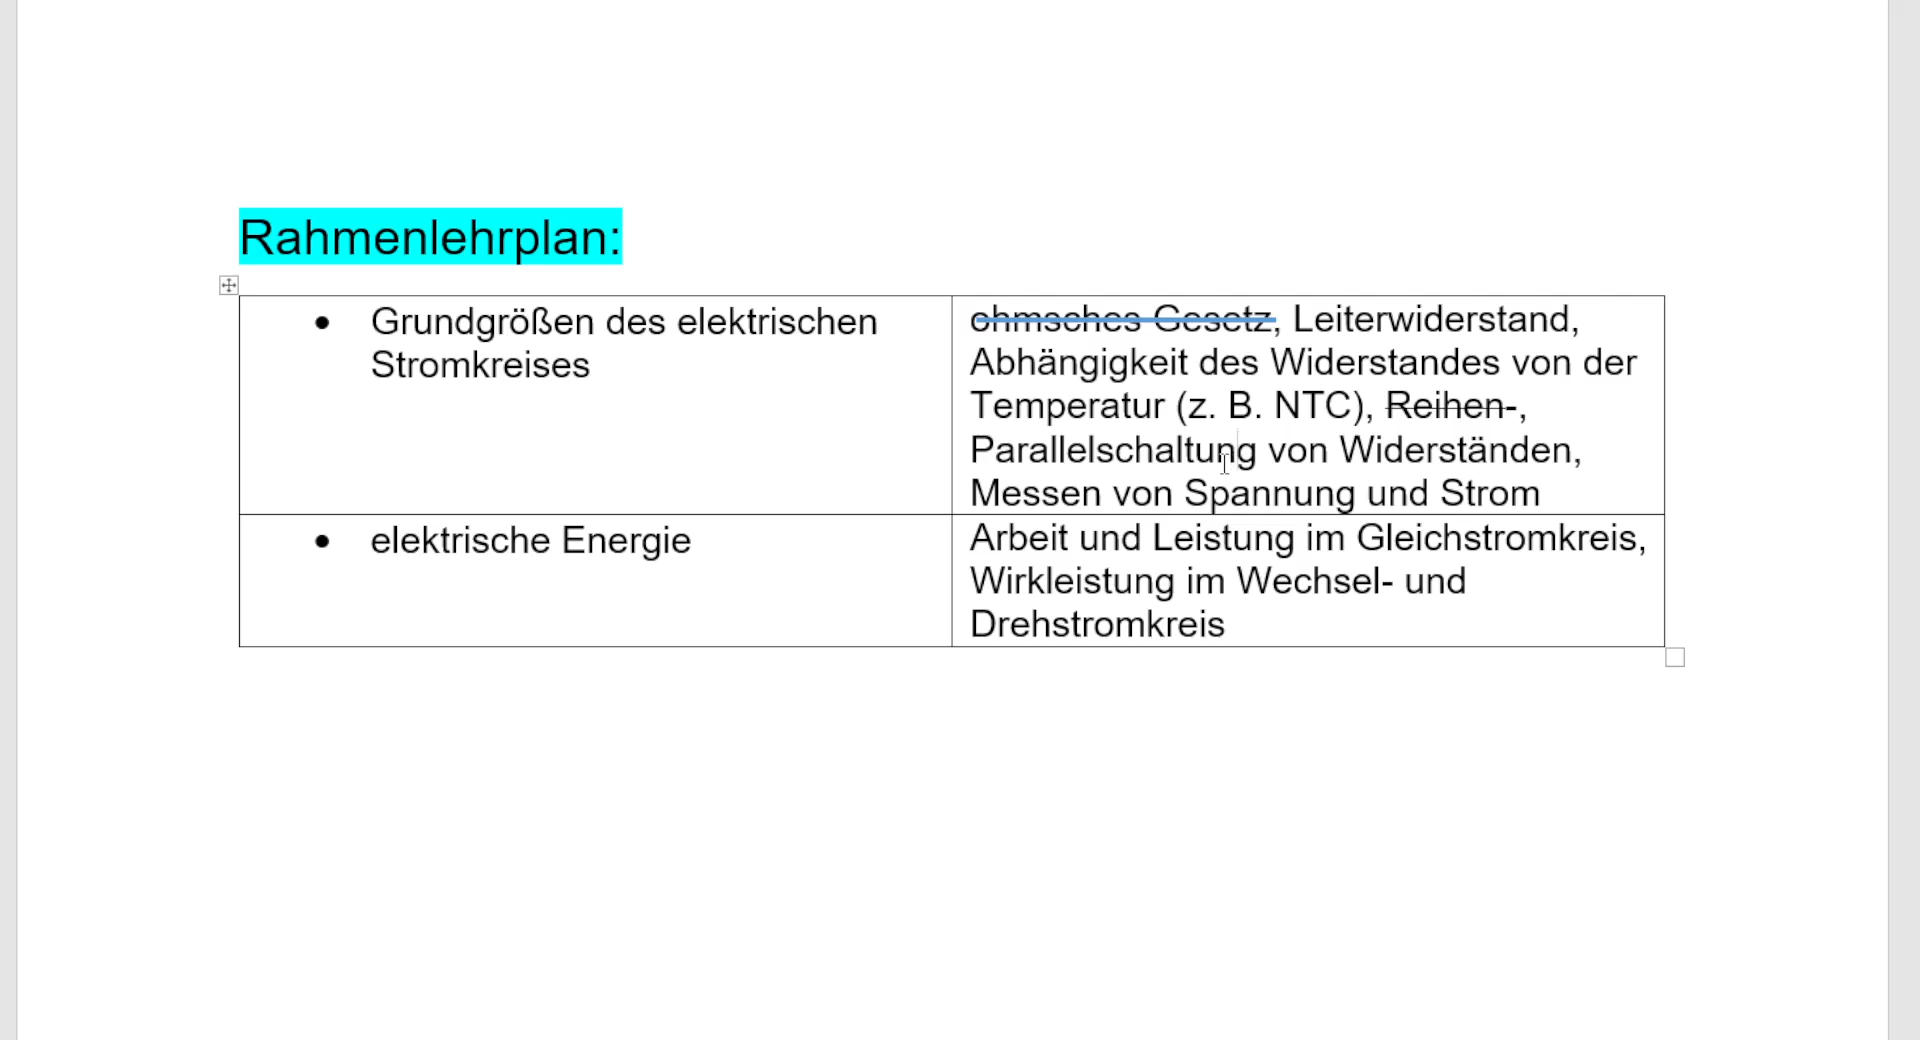 Rahmenlehrplan:
• Grundgrößen des elektrischen
Stromkreises
ohmsches Gesetz, Leiterwiderstand,
Abhängigkeit des Widerstandes von der
Temperatur (z. B. NTC), Reihen-,
Parallelschaltung von Widerständen,
Messen von Spannung und Strom
• elektrische Energie
Arbeit und Leistung im Gleichstromkreis,
Wirkleistung im Wechsel- und
Drehstromkreis